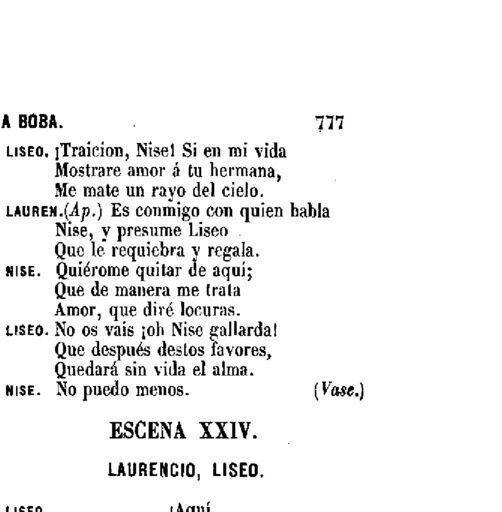 A BOBA. 777
LISEO. ¡Traicion, Nise! Si en mi vida
Mostrare amor á tu hermana,
Me mate un rayo del cielo.
LAUREN. (Ap.) Es conmigo con quien habla
Nise, y presume Liseo
Que le requiebra y regala.
NISE. Quiérome quitar de aquí;
Que de manera me trata
Amor, que diré locuras.
LISEO. No os vais ¡oh Nise gallarda!
Que después destos favores,
Quedará sin vida el alma.
NISE. No puedo menos. (Vase.)
ESCENA XXIV.
LAURENCIO, LISEO.
LISEO. ¡Aquí